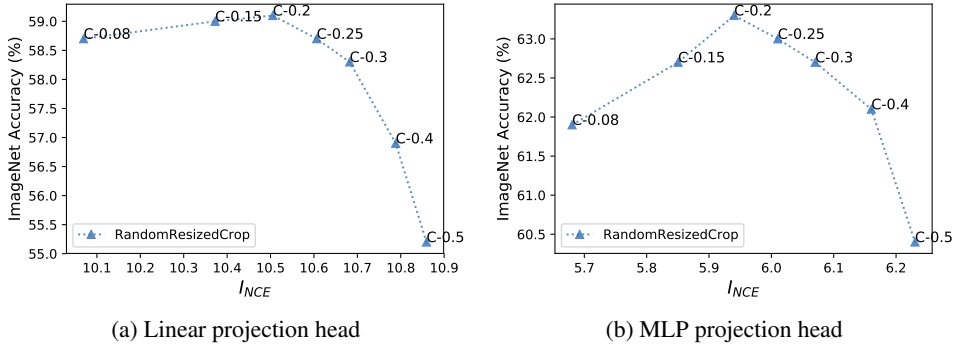 ImageNet Accuracy (%)
59.0
58.5
58.0
57.5
57.0
56.5
56.0
55.5
55.0
C-0.08
C-0.15
C-0.2
C-0.25
C-0.3
C-0.4
C-0.5
RandomResizedCrop
10.1 10.2 10.3 10.4 10.5 10.6 10.7 10.8 10.9
I_NCE
(a) Linear projection head
ImageNet Accuracy (%)
63.0
62.5
62.0
61.5
61.0
60.5
C-0.08
C-0.15
C-0.2
C-0.25
C-0.3
C-0.4
C-0.5
RandomResizedCrop
5.7 5.8 5.9 6.0 6.1 6.2
I_NCE
(b) MLP projection head